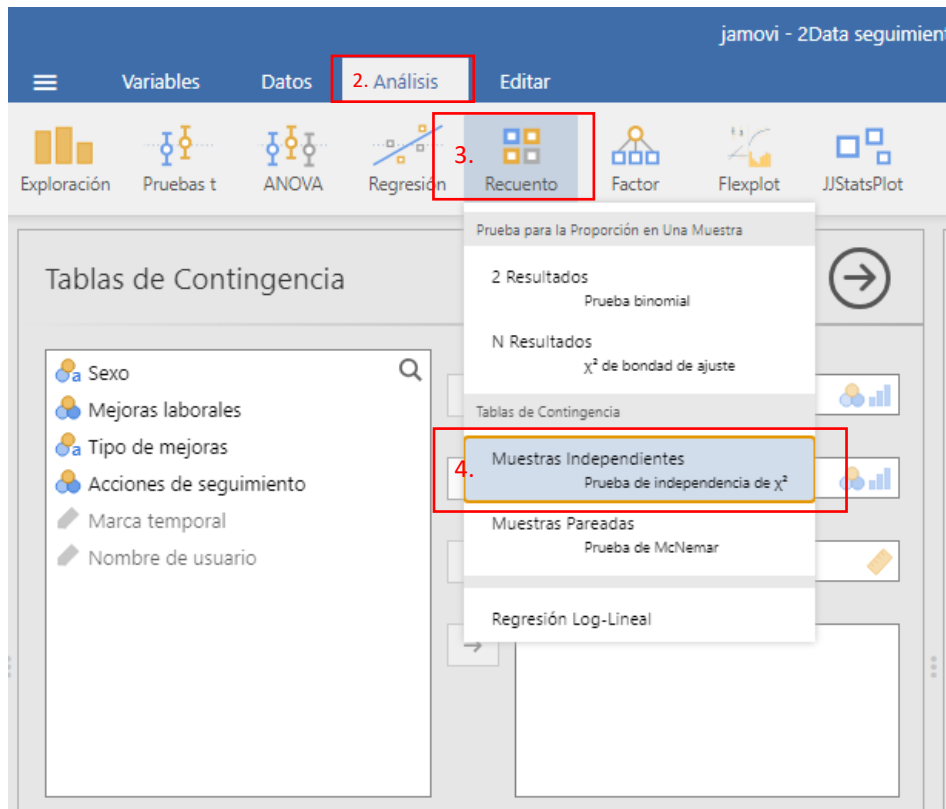 jamovi - 2Data seguimient
Variables Datos 2. Análisis Editar
3.
Exploración Pruebas t ANOVA Regresión Recuento Factor Flexplot JJStatsPlot
Prueba para la Proporción en Una Muestra
Tablas de Contingencia
2 Resultados
Prueba binomial
N Resultados
χ² de bondad de ajuste
Tablas de Contingencia
4. Muestras Independientes
Prueba de independencia de χ²
Muestras Pareadas
Prueba de McNemar
Regresión Log-Lineal
a Sexo
Mejoras laborales
a Tipo de mejoras
Acciones de seguimiento
Marca temporal
Nombre de usuario